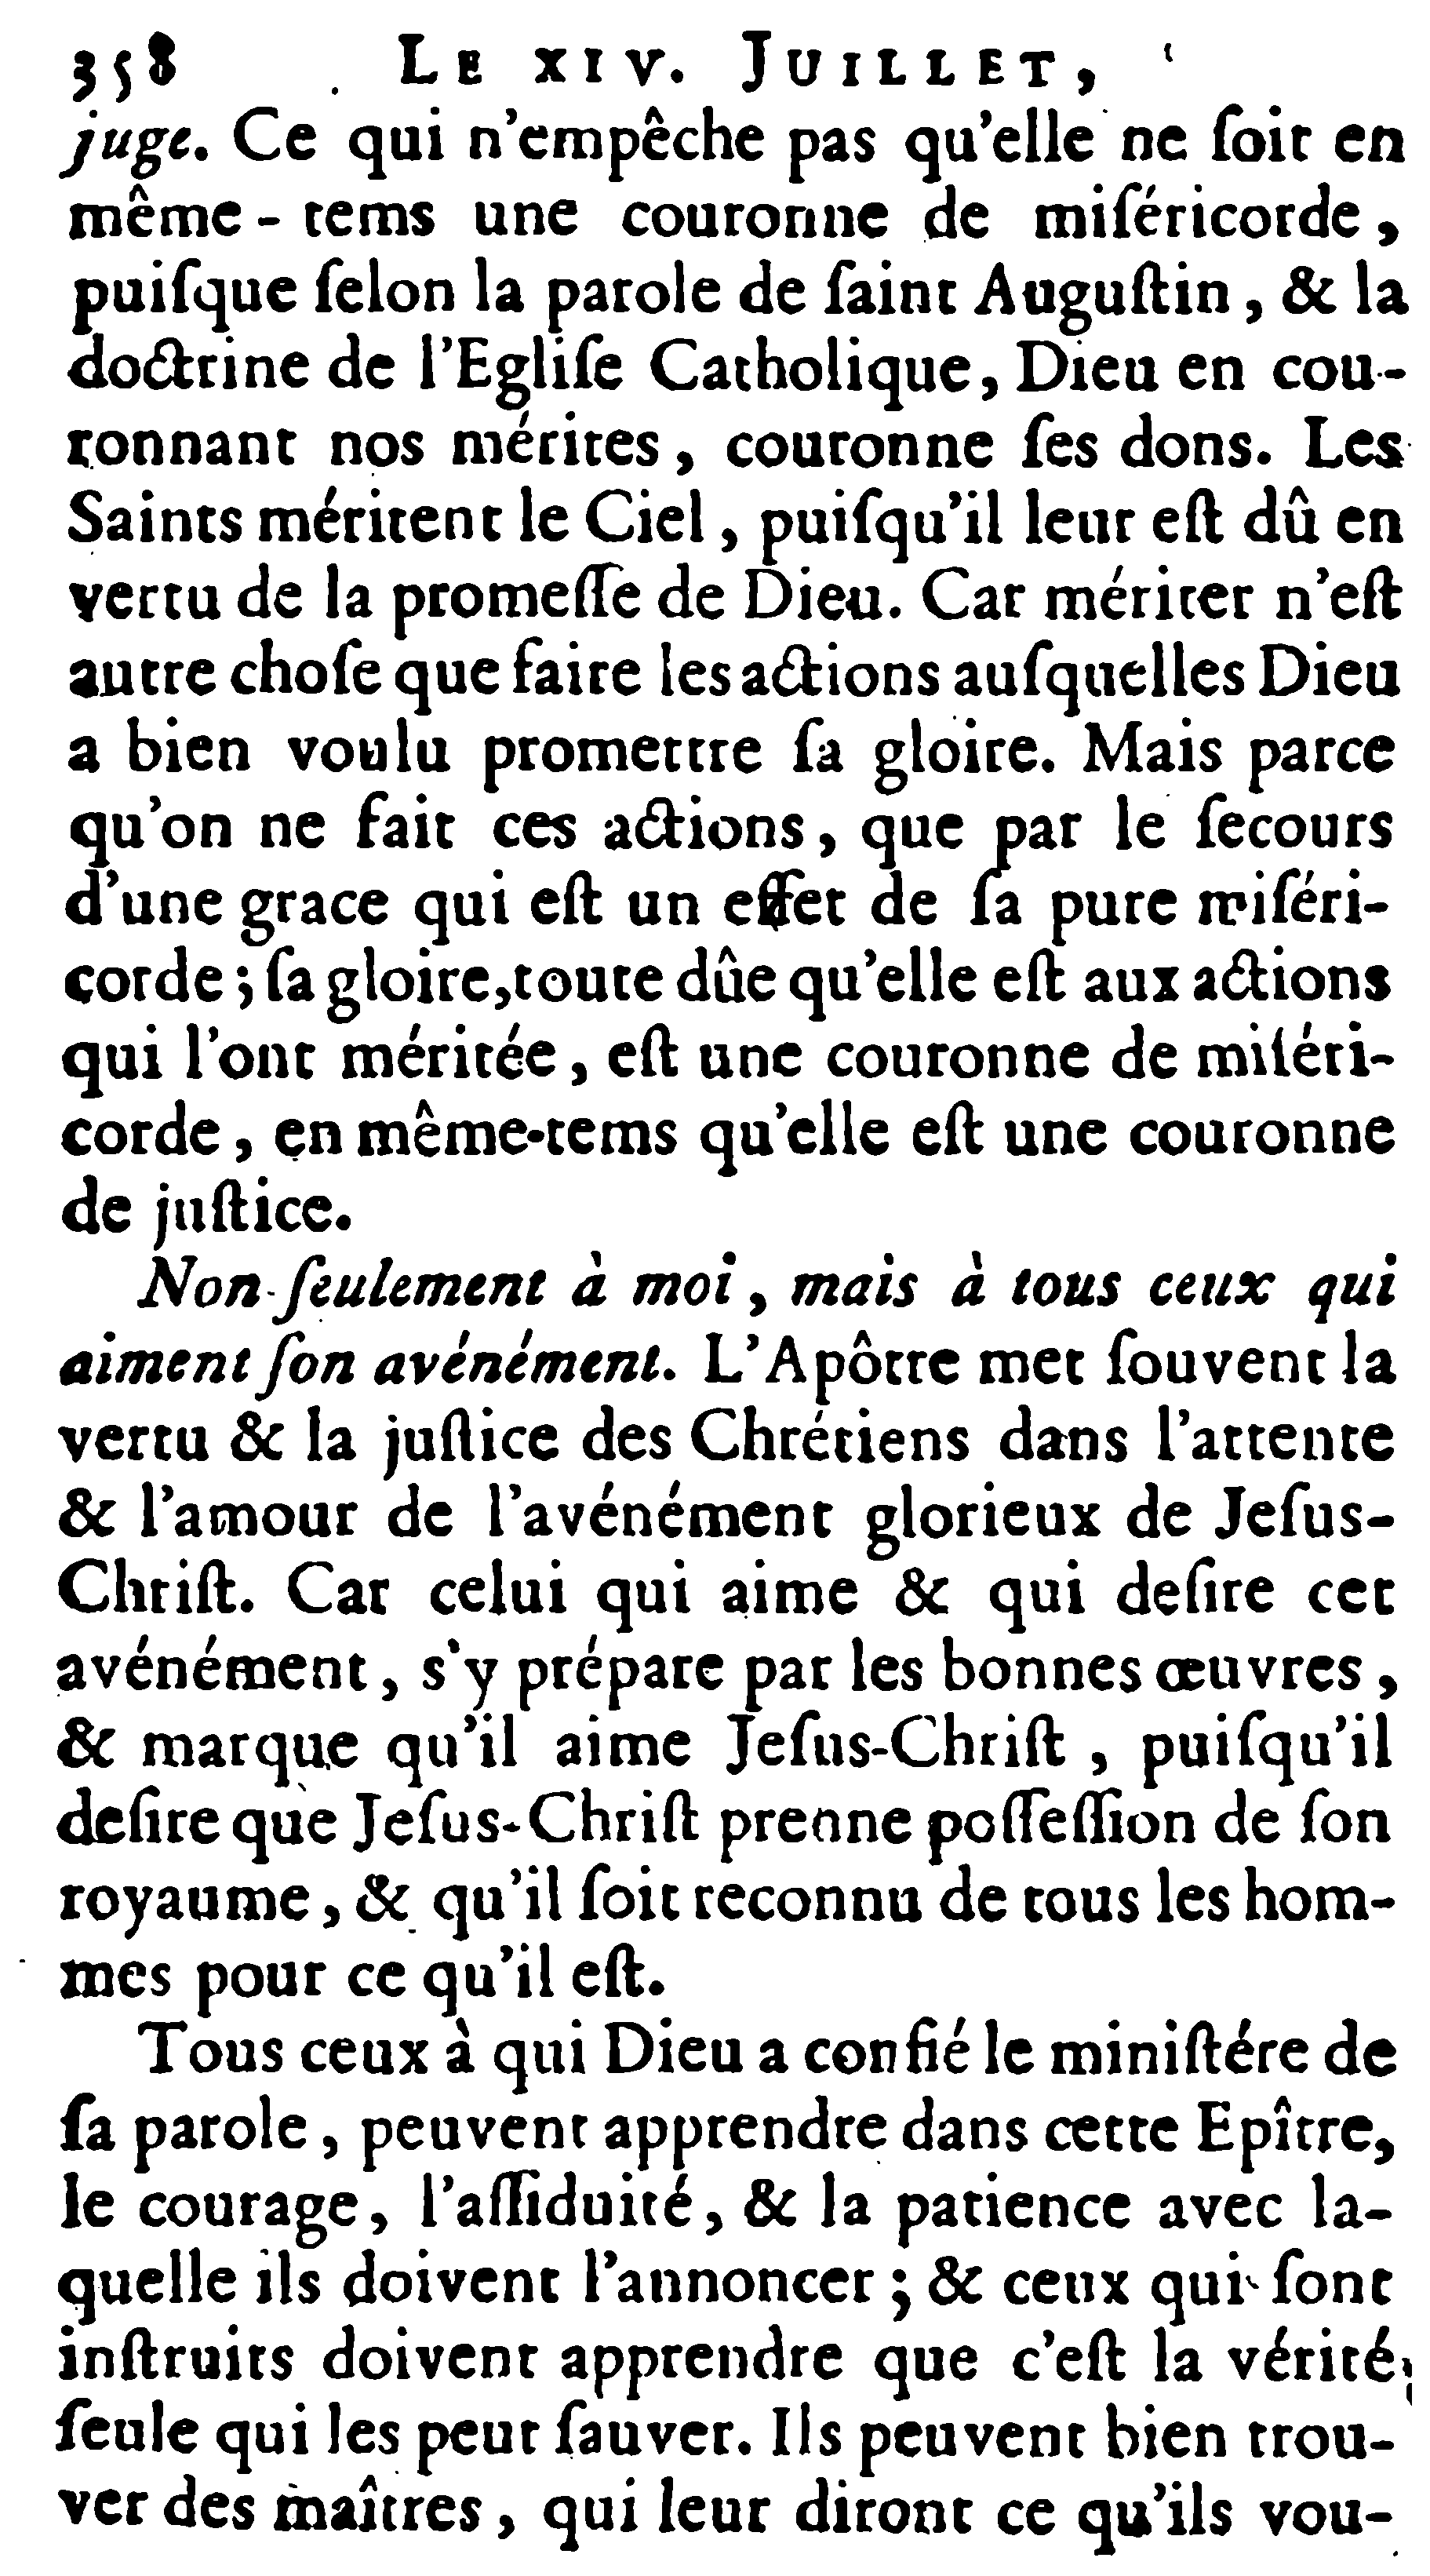 358 LE XIV. JUILLET,
juge. Ce qui n'empêche pas qu'elle ne ſoit en
même-tems une couronne de miſéricorde,
puiſque ſelon la parole de ſaint Auguſtin, & la
doctrine de l'Egliſe Catholique, Dieu en cou-
ronnant nos mérites, couronne ſes dons. Les
Saints méritent le Ciel, puiſqu'il leur eſt dû en
vertu de la promeſſe de Dieu. Car mériter n'eſt
autre choſe que faire les actions auſquelles Dieu
a bien voulu promettre ſa gloire. Mais parce
qu'on ne fait ces actions, que par le ſecours
d'une grace qui eſt un effet de ſa pure miſéri-
corde; ſa gloire, toute dûe qu'elle eſt aux actions
qui l'ont méritée, eſt une couronne de miſéri-
corde, en même-tems qu'elle eſt une couronne
de juſtice.
Non-ſeulement à moi, mais à tous ceux qui
aiment ſon avénément. L'Apôtre met ſouvent la
vertu & la juſtice des Chrétiens dans l'attente
& l'amour de l'avénément glorieux de Jeſus-
Chriſt. Car celui qui aime & qui deſire cet
avénément, s'y prépare par les bonnes œuvres,
& marque qu'il aime Jeſus-Chriſt, puiſqu'il
deſire que Jeſus-Chriſt prenne poſſeſſion de ſon
royaume, & qu'il ſoit reconnu de tous les hom-
mes pour ce qu'il eſt.
Tous ceux à qui Dieu a confié le miniſtére de
ſa parole, peuvent apprendre dans cette Epître,
le courage, l'aſſiduité, & la patience avec la-
quelle ils doivent l'annoncer; & ceux qui ſont
inſtruits doivent apprendre que c'eſt la vérité
ſeule qui les peut ſauver. Ils peuvent bien trou-
ver des maîtres, qui leur diront ce qu'ils vou-